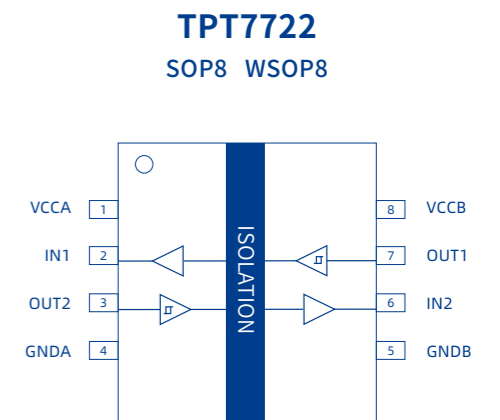 TPT7722
SOP8 WSOP8
VCCA 1 8 VCCB
IN1 2 7 OUT1
OUT2 3 6 IN2
GNDA 4 5 GNDB
ISOLATION